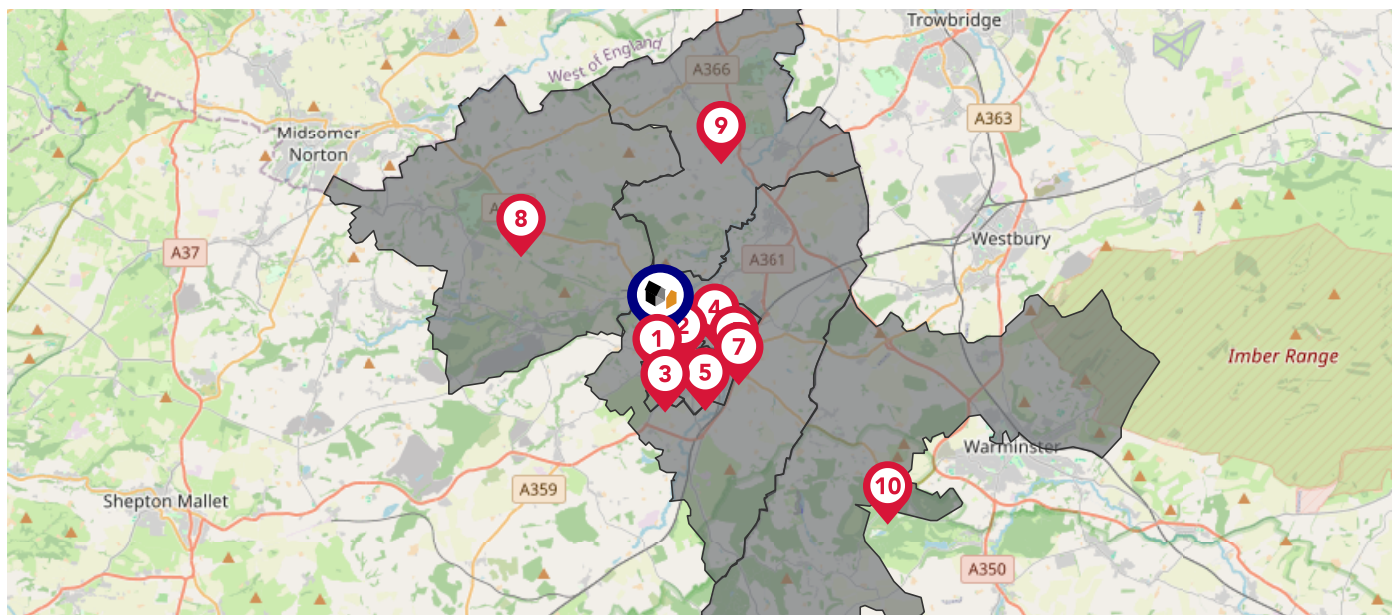 Trowbridge
West of England
A366
A363
9
Midsomer
Norton
8
A37
Westbury
A361
4
2
1
7
3
5
Imber Range
Warminster
10
Shepton Mallet
A359
A350